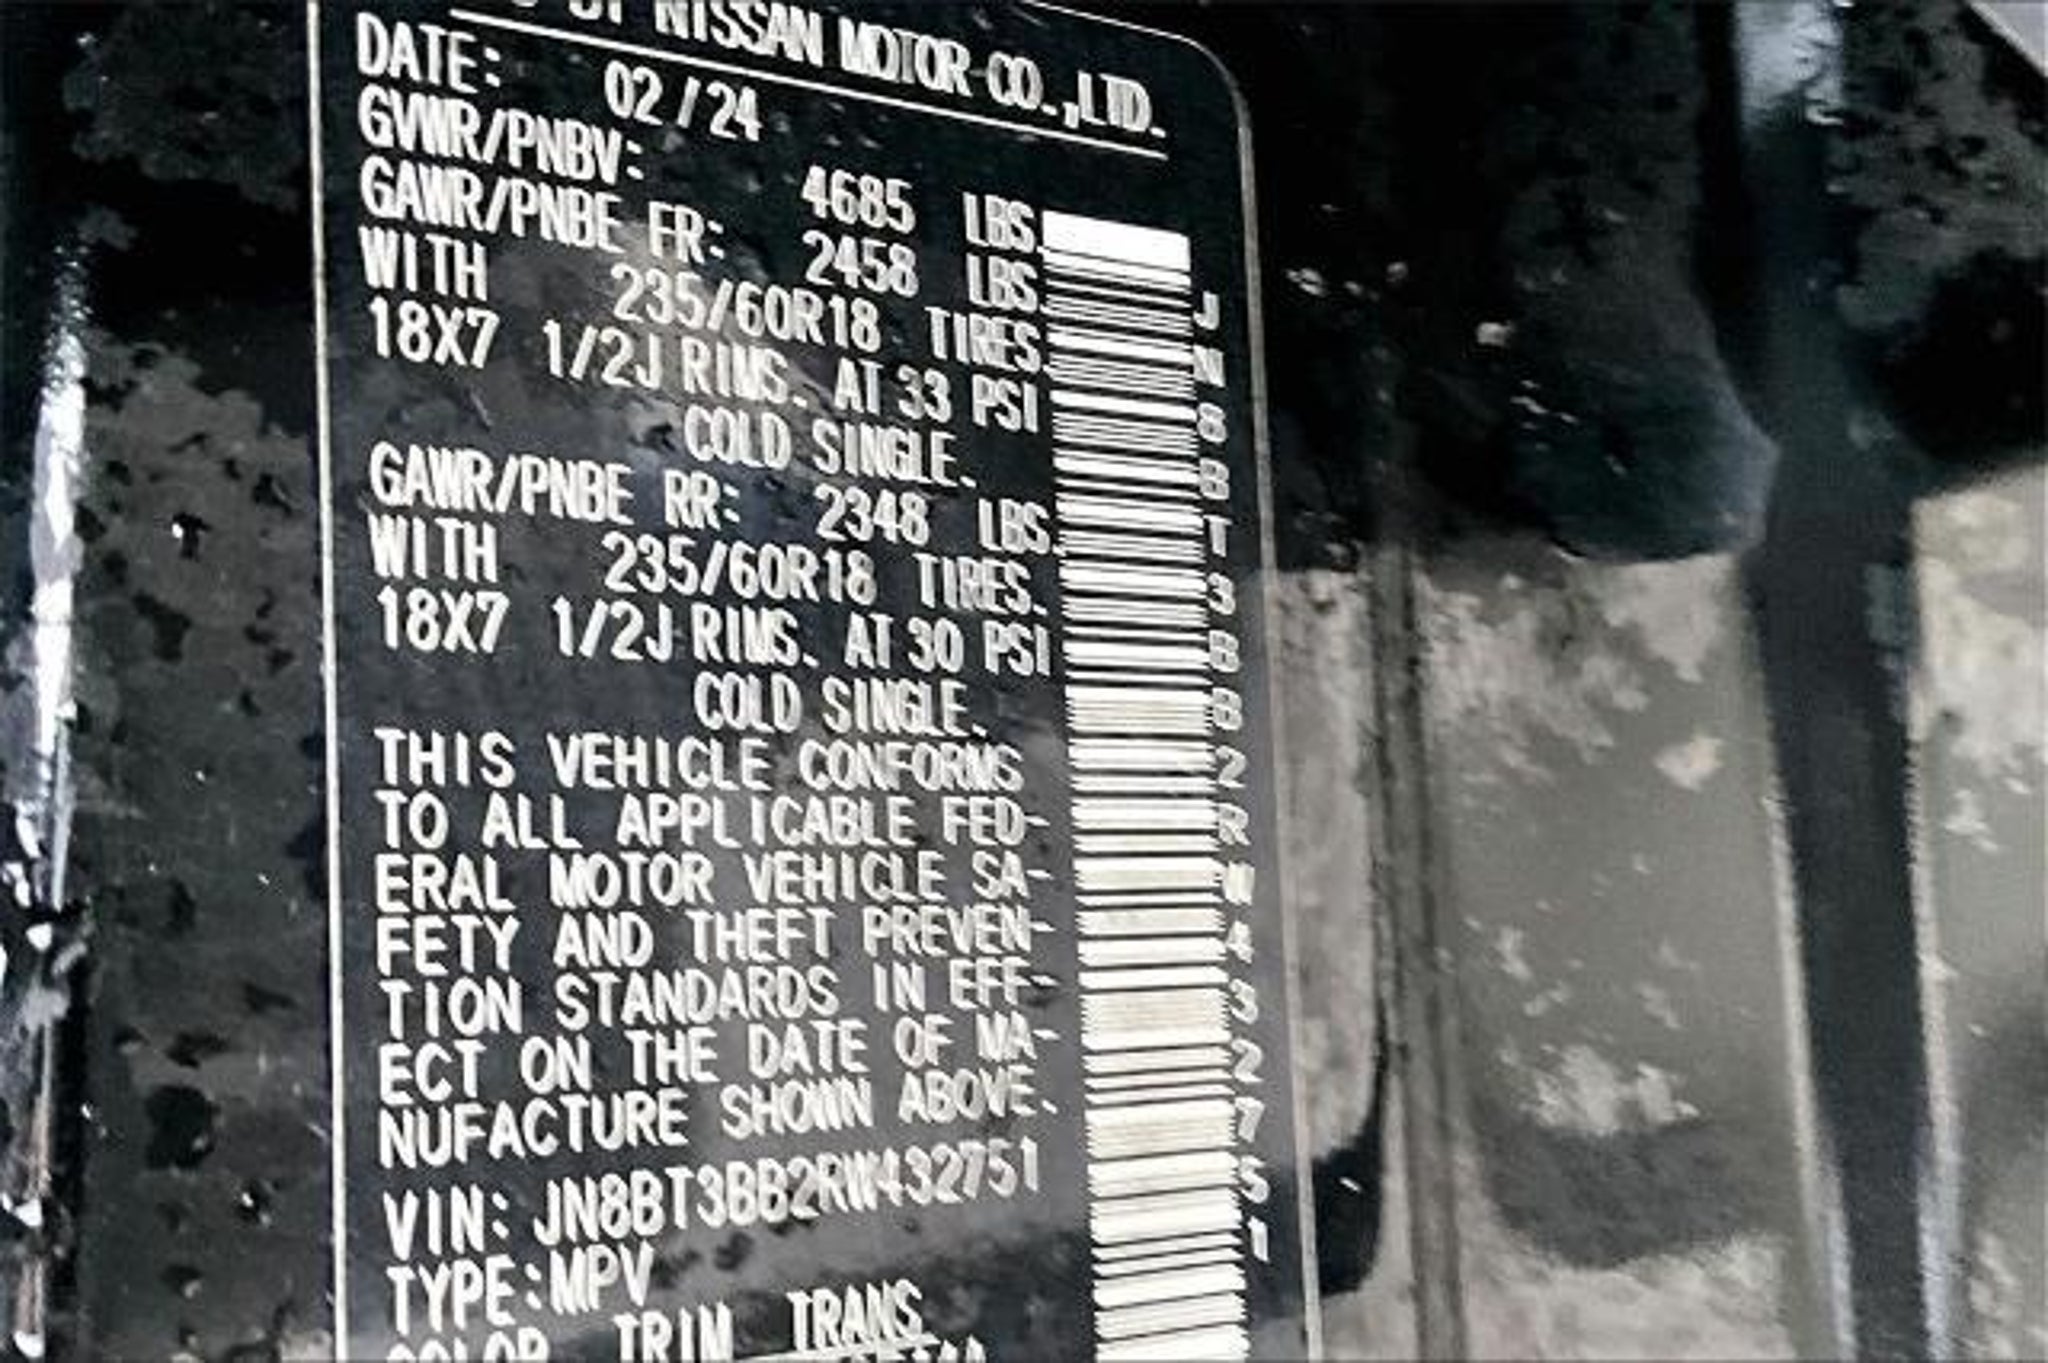 NISSAN MOTOR CO.,LTD.
DATE: 02/24
GVWR/PNBV: 4685 LBS.
GAWR/PNBE FR: 2458 LBS.
WITH 235/60R18 TIRES.
18X7 1/2J RIMS. AT 33 PSI
COLD SINGLE.
GAWR/PNBE RR: 2348 LBS.
WITH 235/60R18 TIRES.
18X7 1/2J RIMS. AT 30 PSI
COLD SINGLE.
THIS VEHICLE CONFORMS
TO ALL APPLICABLE FED-
ERAL MOTOR VEHICLE SA-
FETY AND THEFT PREVEN-
TION STANDARDS IN EFF-
ECT ON THE DATE OF MA-
NUFACTURE SHOWN ABOVE.
VIN: JN8BT3BB2RW432751
TYPE:MPV
COLOR TRIM TRANS
JN8BT3BB2RW432751